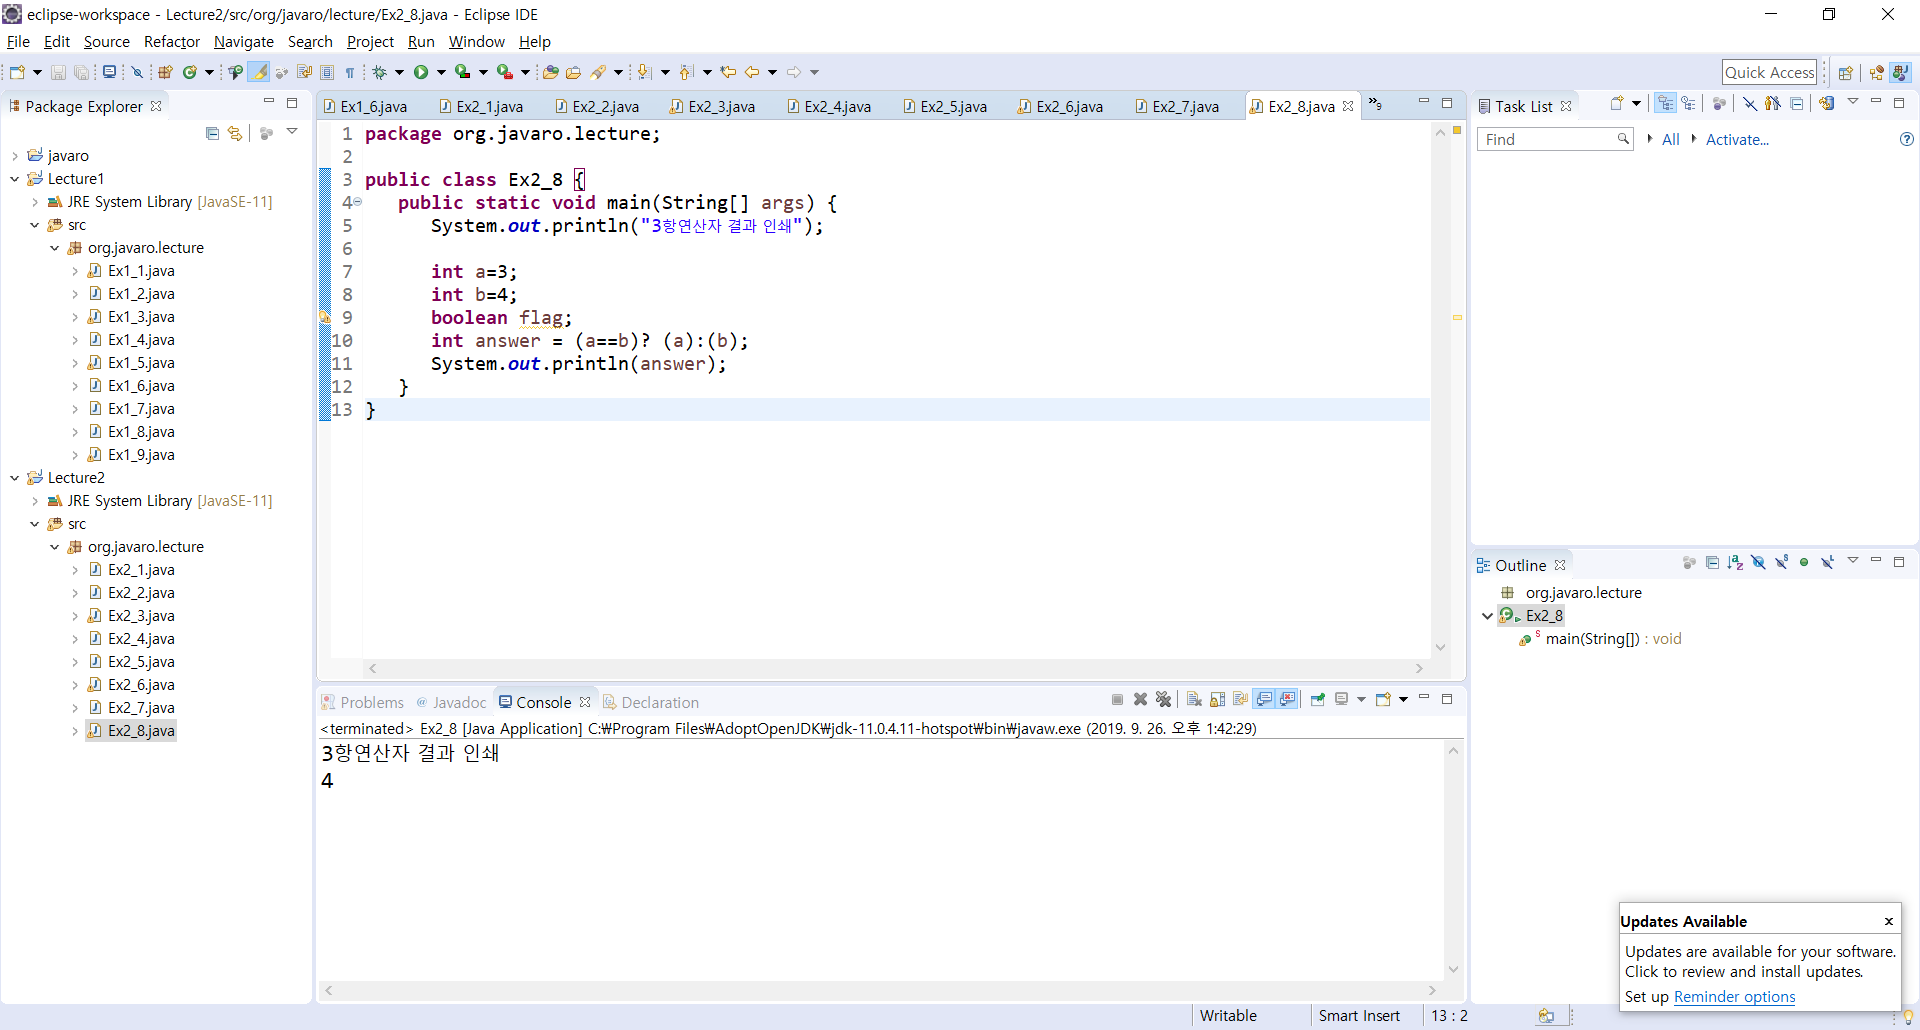 eclipse-workspace - Lecture2/src/org/javaro/lecture/Ex2_8.java - Eclipse IDE
File Edit Source Refactor Navigate Search Project Run Window Help
Quick Access
Package Explorer
javaro
Lecture1
JRE System Library [JavaSE-11]
src
org.javaro.lecture
Ex1_1.java
Ex1_2.java
Ex1_3.java
Ex1_4.java
Ex1_5.java
Ex1_6.java
Ex1_7.java
Ex1_8.java
Ex1_9.java
Lecture2
JRE System Library [JavaSE-11]
src
org.javaro.lecture
Ex2_1.java
Ex2_2.java
Ex2_3.java
Ex2_4.java
Ex2_5.java
Ex2_6.java
Ex2_7.java
Ex2_8.java
Ex1_6.java Ex2_1.java Ex2_2.java Ex2_3.java Ex2_4.java Ex2_5.java Ex2_6.java Ex2_7.java Ex2_8.java »9
1 package org.javaro.lecture;
2
3 public class Ex2_8 {
4 public static void main(String[] args) {
5 System.out.println("3항연산자 결과 인쇄");
6
7 int a=3;
8 int b=4;
9 boolean flag;
10 int answer = (a==b)? (a):(b);
11 System.out.println(answer);
12 }
13 }
Problems @ Javadoc Console Declaration
<terminated> Ex2_8 [Java Application] C:₩Program Files₩AdoptOpenJDK₩jdk-11.0.4.11-hotspot₩bin₩javaw.exe (2019. 9. 26. 오후 1:42:29)
3항연산자 결과 인쇄
4
Task List
Find All Activate...
Outline
org.javaro.lecture
Ex2_8
main(String[]) : void
Updates Available x
Updates are available for your software.
Click to review and install updates.
Set up Reminder options
Writable Smart Insert 13 : 2